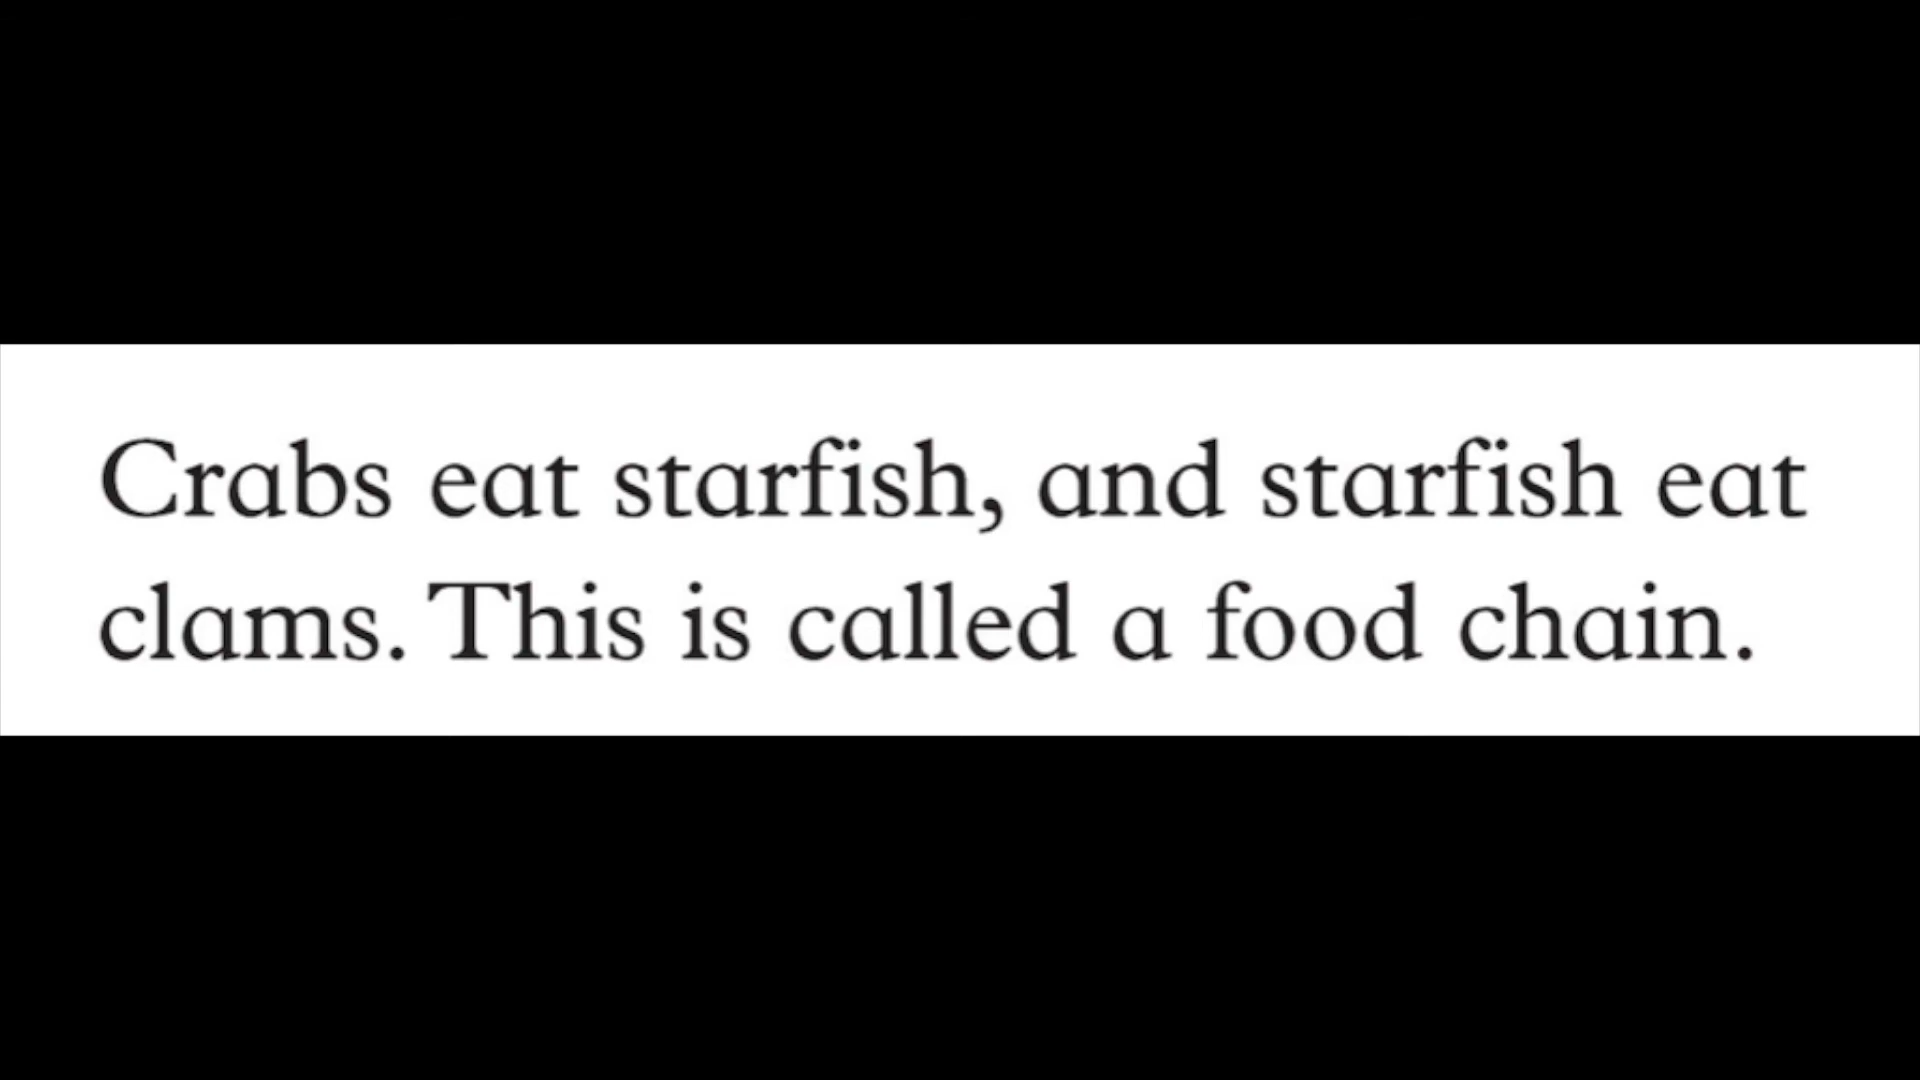 Crabs eat starfish, and starfish eat
clams. This is called a food chain.